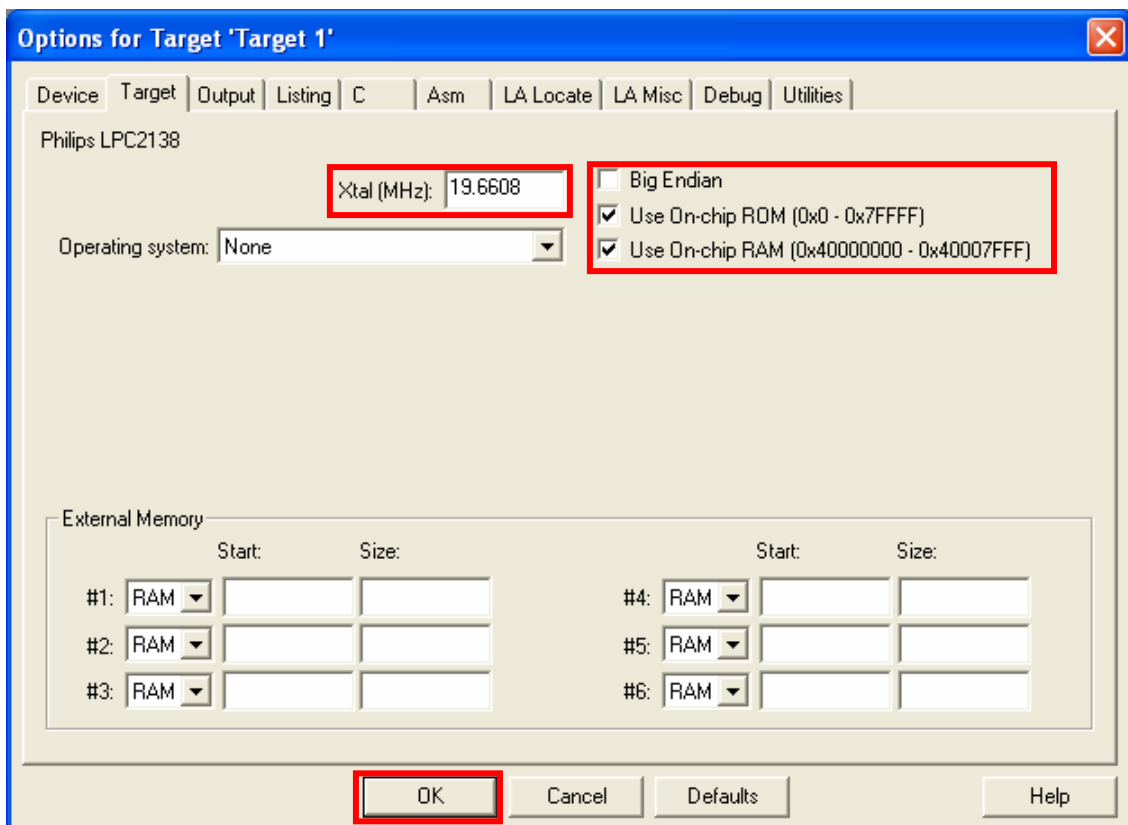 Options for Target 'Target 1'
Device Target Output Listing C Asm LA Locate LA Misc Debug Utilities
Philips LPC2138
Xtal (MHz): 19.6608
Big Endian
Use On-chip ROM (0x0 - 0x7FFFF)
Operating system: None
Use On-chip RAM (0x40000000 - 0x40007FFF)
External Memory
Start: Size: Start: Size:
#1: RAM #4: RAM
#2: RAM #5: RAM
#3: RAM #6: RAM
OK Cancel Defaults Help